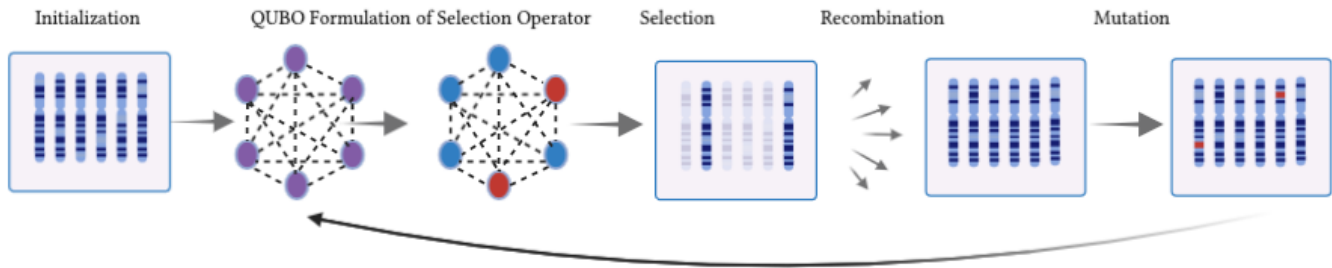 Initialization
QUBO Formulation of Selection Operator
Selection
Recombination
Mutation